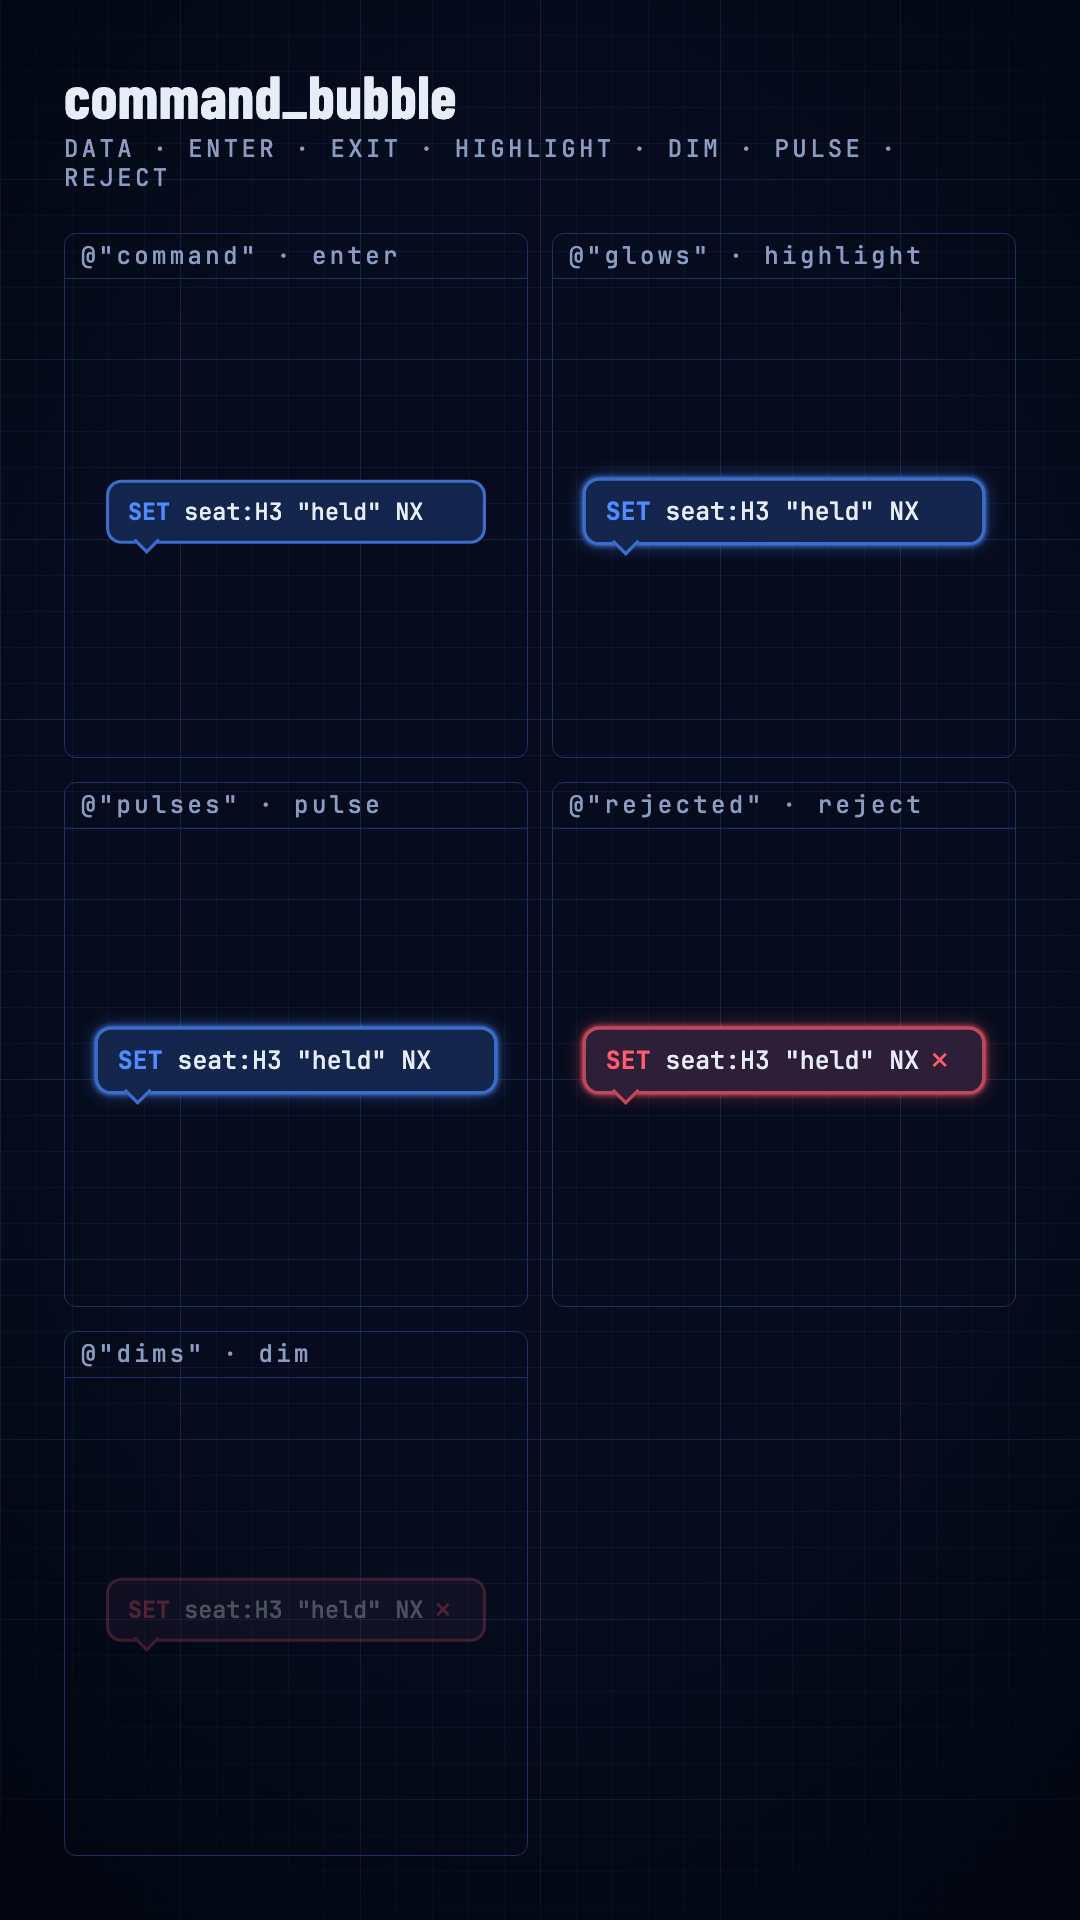 command_bubble
DATA · ENTER · EXIT · HIGHLIGHT · DIM · PULSE ·
REJECT
@"command" · enter
SET seat:H3 "held" NX
@"glows" · highlight
SET seat:H3 "held" NX
@"pulses" · pulse
SET seat:H3 "held" NX
@"rejected" · reject
SET seat:H3 "held" NX ×
@"dims" · dim
SET seat:H3 "held" NX ×